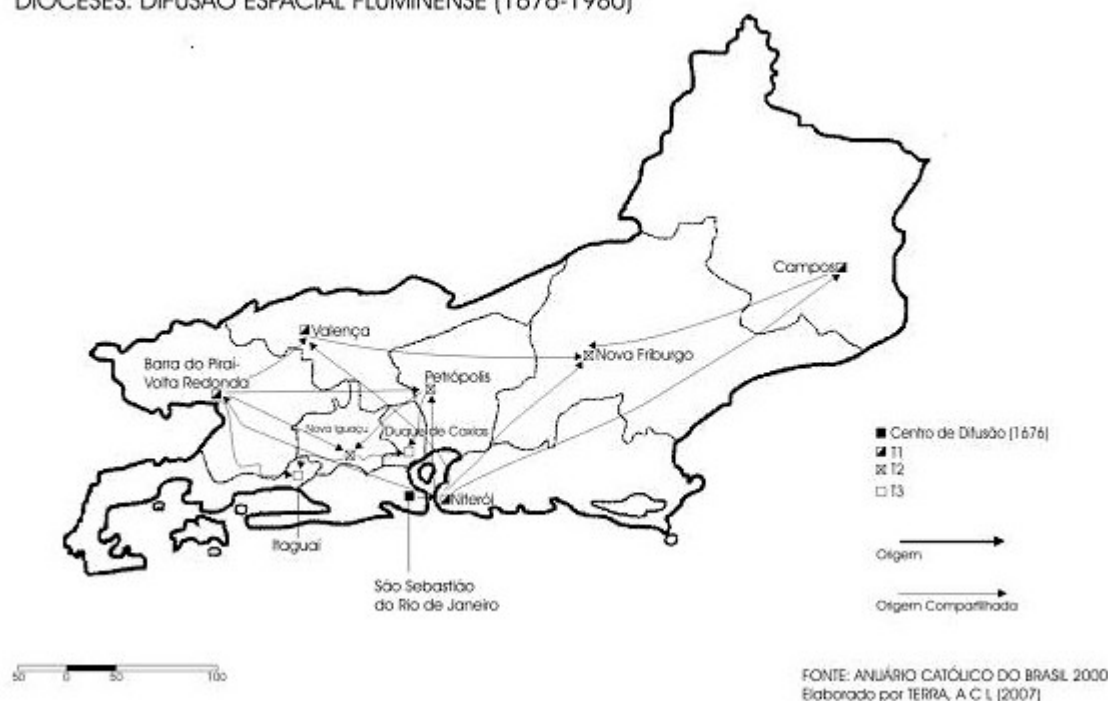 DIOCESES: DIFUSÃO ESPACIAL FLUMINENSE (1676-1980)
Campos
Valença
Nova Friburgo
Barra do Piraí-
Volta Redonda
Petrópolis
Nova Iguaçu
Duque de Caxias
Niterói
Itaguaí
São Sebastião
do Rio de Janeiro
Centro de Difusão (1676)
T1
T2
T3
Origem
Origem Compartilhada
50 0 50 100
FONTE: ANUÁRIO CATÓLICO DO BRASIL 2000
Elaborado por TERRA, A C L (2007)